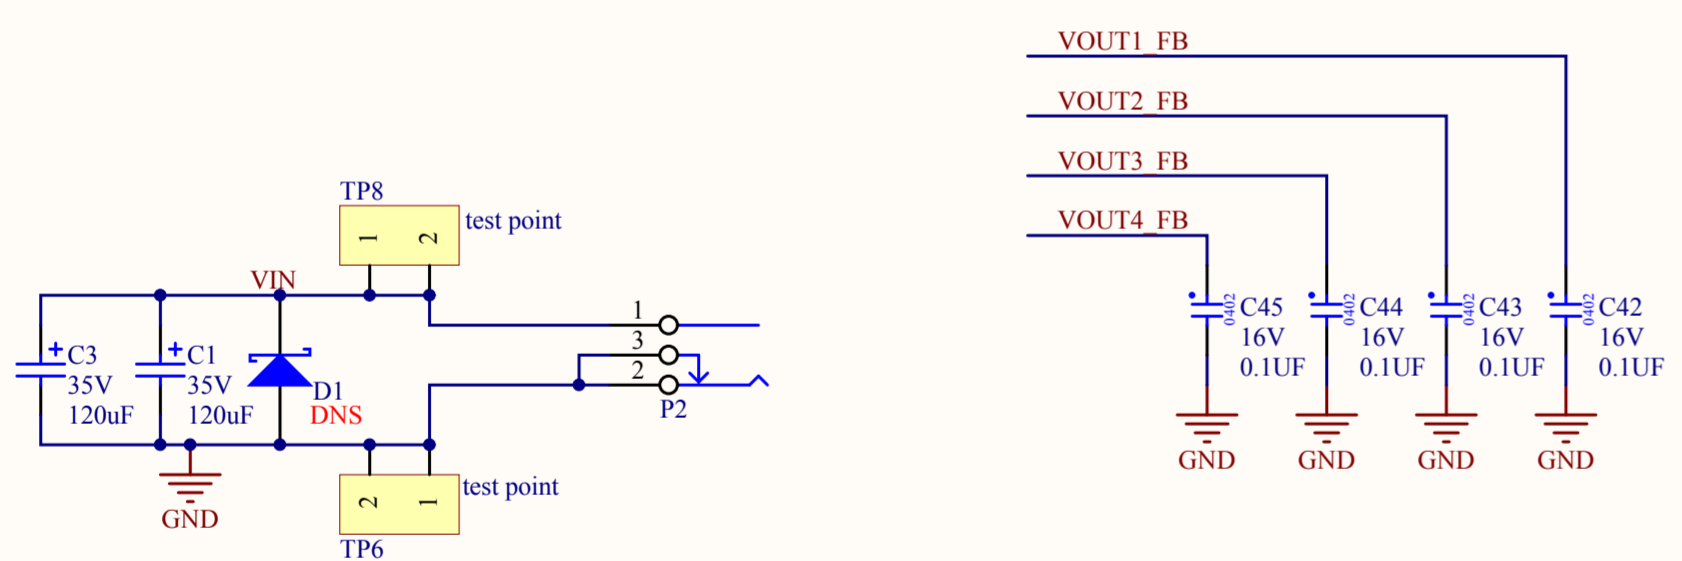 TP8
1
2
test point
VIN
+ C3
35V
120uF
+ C1
35V
120uF
D1
DNS
GND
1
3
2
P2
2
1
test point
TP6
VOUT1_FB
VOUT2_FB
VOUT3_FB
VOUT4_FB
0402
C45
16V
0.1UF
GND
0402
C44
16V
0.1UF
GND
0402
C43
16V
0.1UF
GND
0402
C42
16V
0.1UF
GND